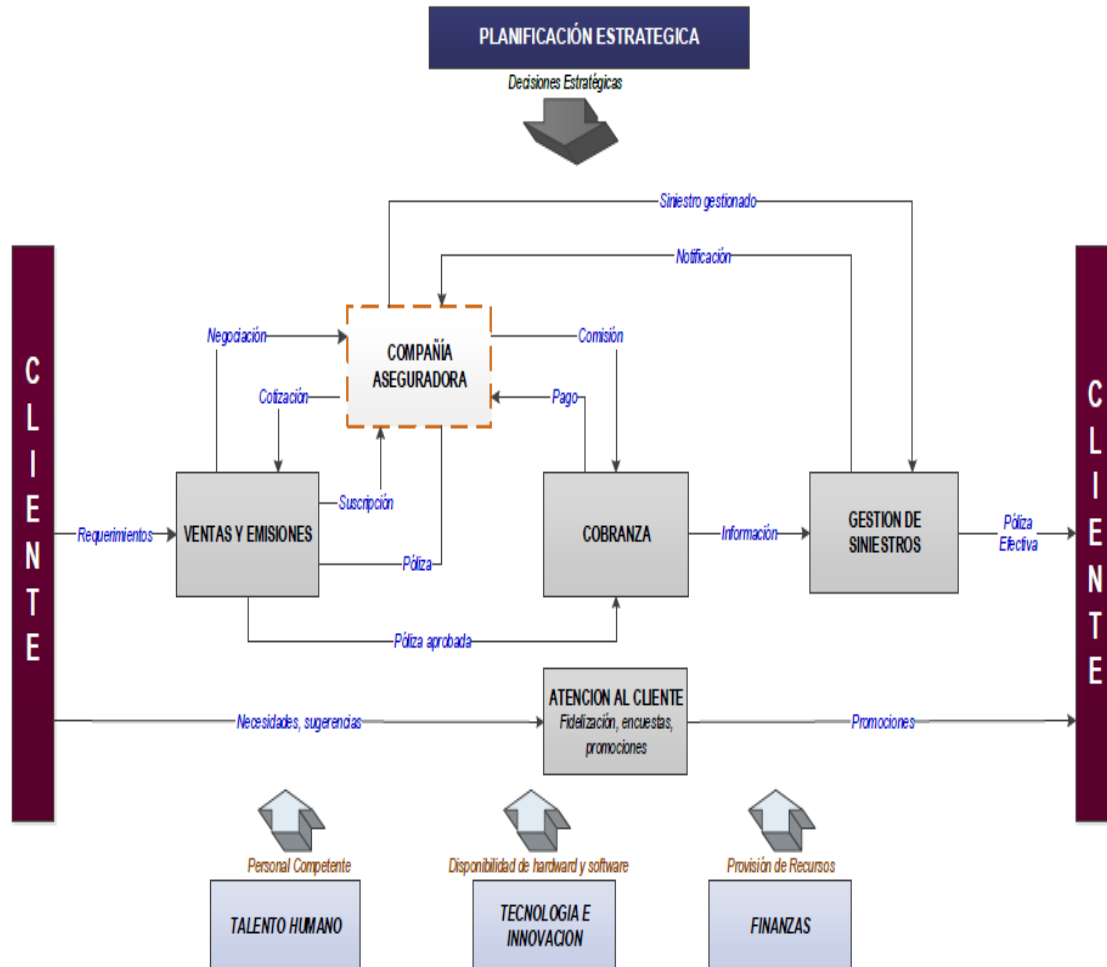 PLANIFICACIÓN ESTRATEGICA
Decisiones Estratégicas
Siniestro gestionado
Notificación
Negociación
COMPAÑÍA
ASEGURADORA
Comisión
Cotización
Pago
CLIENTE
Suscripción
Requerimientos
VENTAS Y EMISIONES
Póliza
COBRANZA
Información
GESTION DE
SINIESTROS
Póliza
Efectiva
CLIENTE
Póliza aprobada
Necesidades, sugerencias
ATENCION AL CLIENTE
Fidelización, encuestas,
promociones
Promociones
Personal Competente
Disponibilidad de hardward y software
Provisión de Recursos
TALENTO HUMANO
TECNOLOGIA E
INNOVACION
FINANZAS